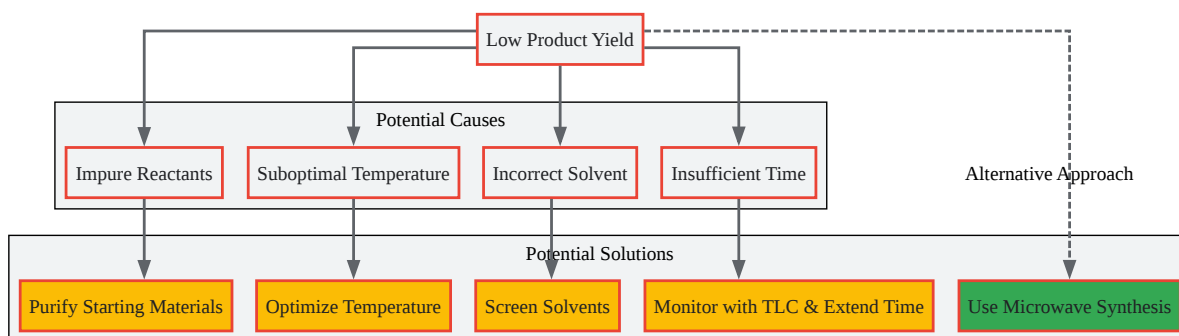 Low Product Yield
Potential Causes
Impure Reactants
Suboptimal Temperature
Incorrect Solvent
Insufficient Time
Alternative Approach
Potential Solutions
Purify Starting Materials
Optimize Temperature
Screen Solvents
Monitor with TLC & Extend Time
Use Microwave Synthesis